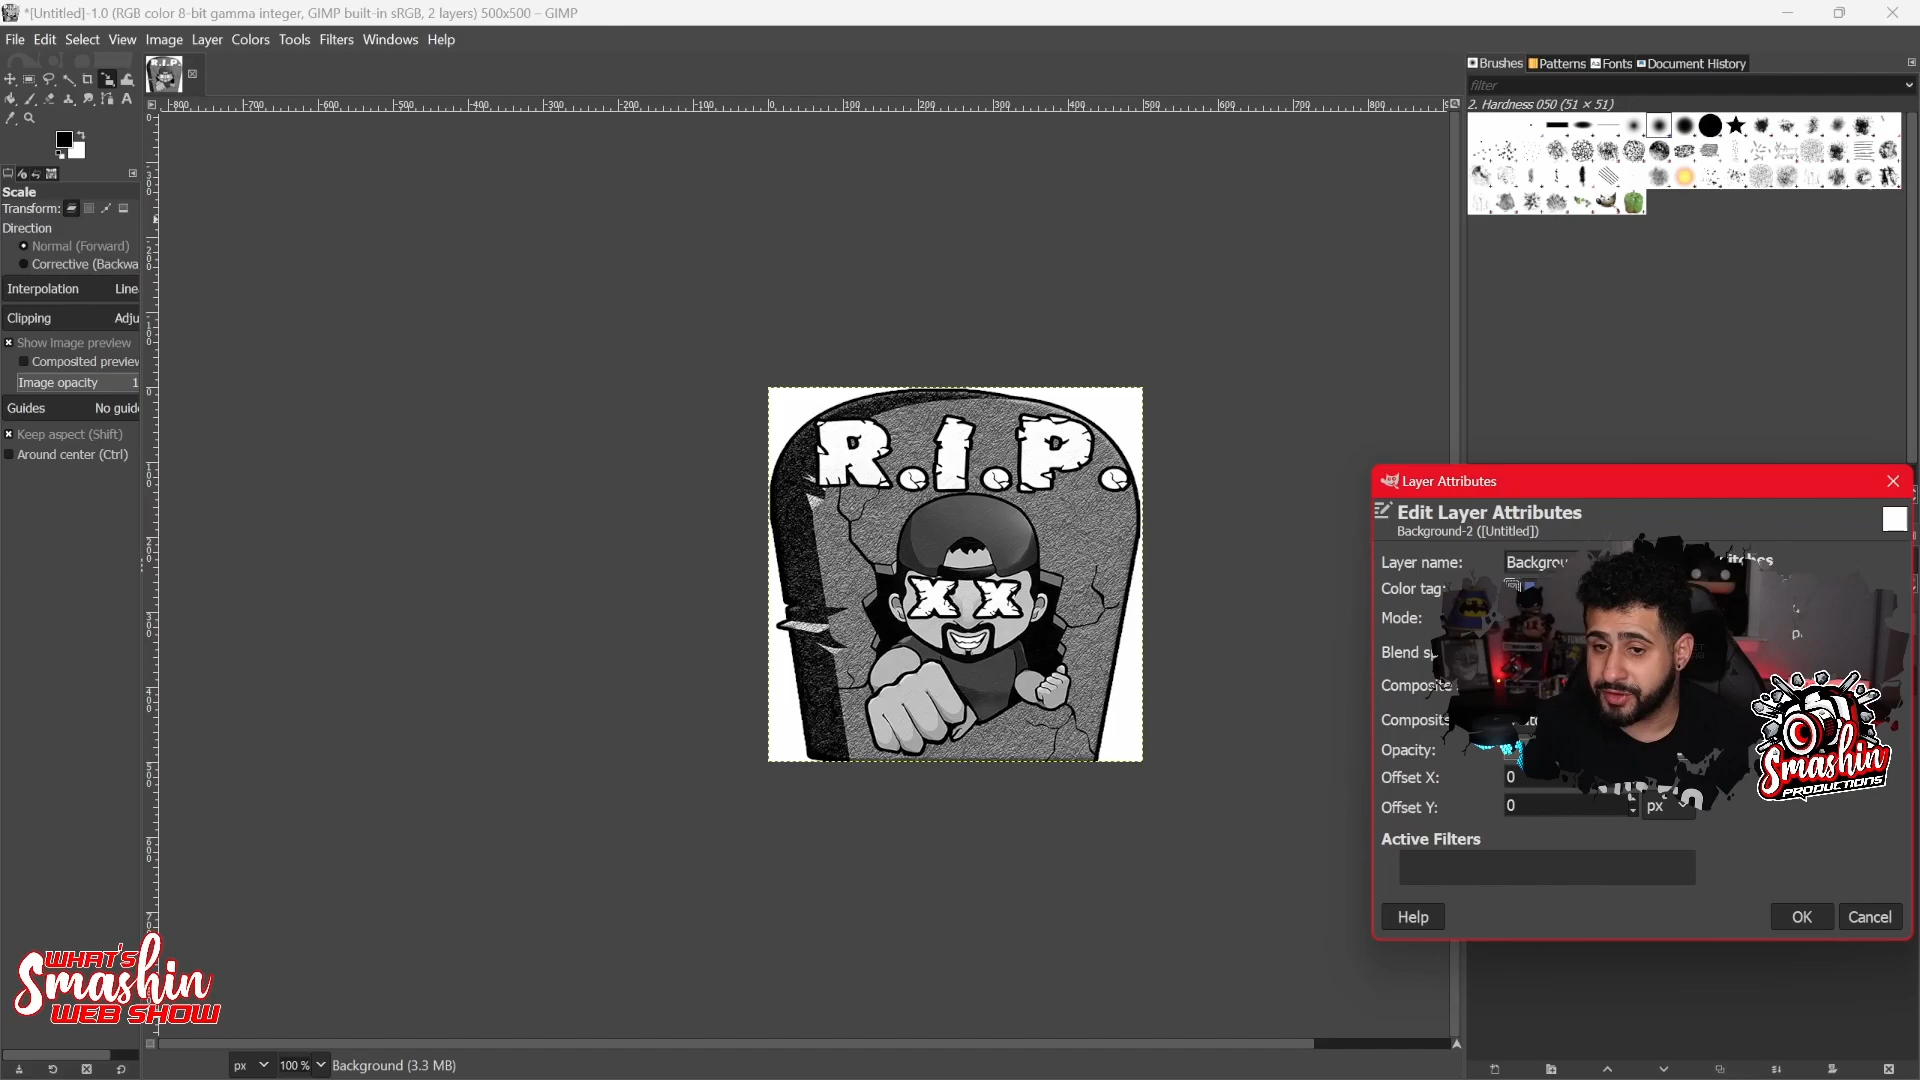 *[Untitled]-1.0 (RGB color 8-bit gamma integer, GIMP built-in sRGB, 2 layers) 500x500 – GIMP
File Edit Select View Image Layer Colors Tools Filters Windows Help
Brushes Patterns Fonts Document History
filter
2. Hardness 050 (51 × 51)
Scale
Transform:
Direction
Normal (Forward)
Corrective (Backwa
Interpolation Line
Clipping Adju
Show image preview
Composited preview
Image opacity 1
Guides No guide
Keep aspect (Shift)
Around center (Ctrl)
R.I.P.
X X
Layer Attributes
Edit Layer Attributes
Background-2 ([Untitled])
Layer name: Backgrou
Color tag:
Mode:
Blend sp
Composite
Composite
Opacity:
Offset X: 0
Offset Y: 0 px
Active Filters
Help OK Cancel
Smashin
PRODUCTIONS
WHAT'S
Smashin
WEB SHOW
px 100 % Background (3.3 MB)